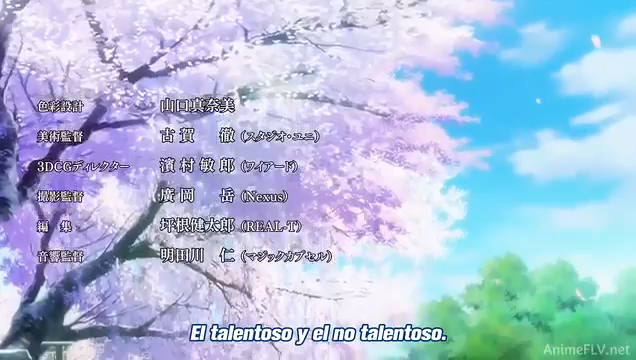 色彩設計 山口真奈美
美術監督 古賀 徹 (スタジオ・ユニ)
3DCGディレクター 濱村敏郎 (ワイアード)
撮影監督 廣岡 岳 (Nexus)
編 集 坪根健太郎 (REAL-T)
音響監督 明田川 仁 (マジックカプセル)
El talentoso y el no talentoso.
AnimeFLV.net